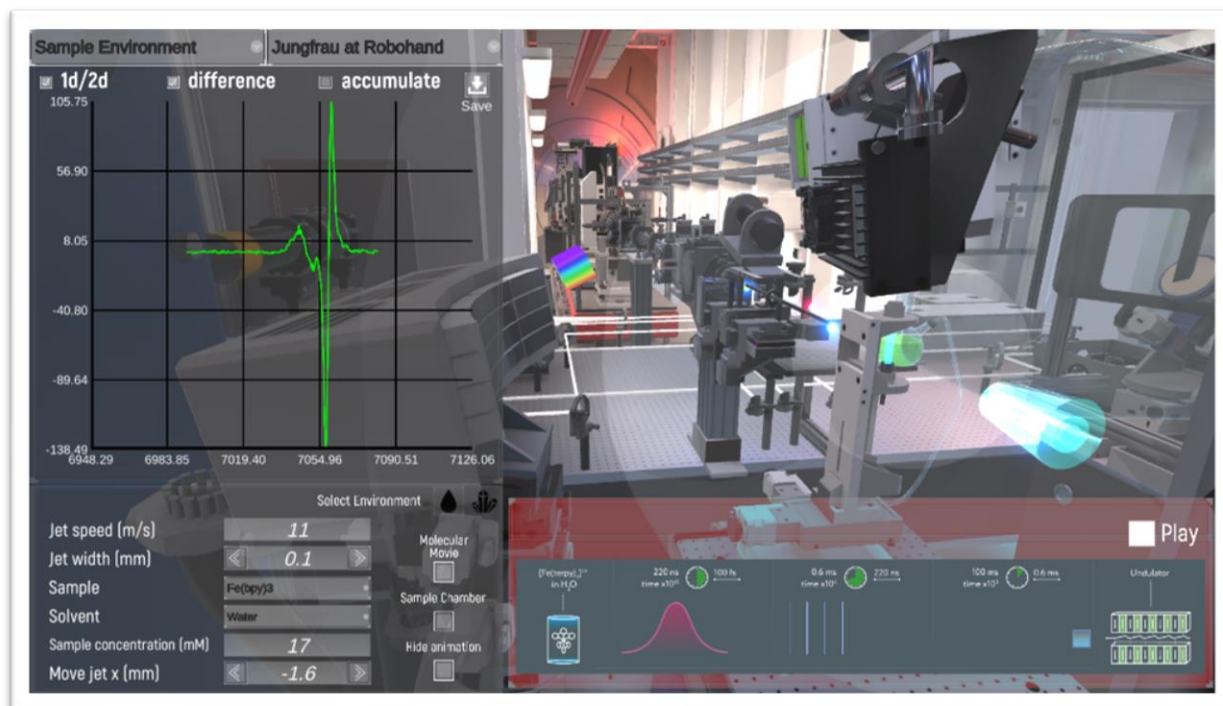 Sample Environment
Jungfrau at Robohand
1d/2d
difference
accumulate
Save
105.75
56.90
8.05
-40.80
-89.64
-138.49
6948.29 6983.85 7019.40 7054.96 7090.51 7126.06
Select Environment
Jet speed (m/s) 11
Jet width (mm) 0.1
Sample Fe(bpy)3
Solvent Water
Sample concentration (mM) 17
Move jet x (mm) -1.6
Molecular
Movie
Sample Chamber
Hide animation
Play
in H₂O
220 ns
100 fs
0.6 ms
220 ns
100 ms
0.6 ms
Undulator